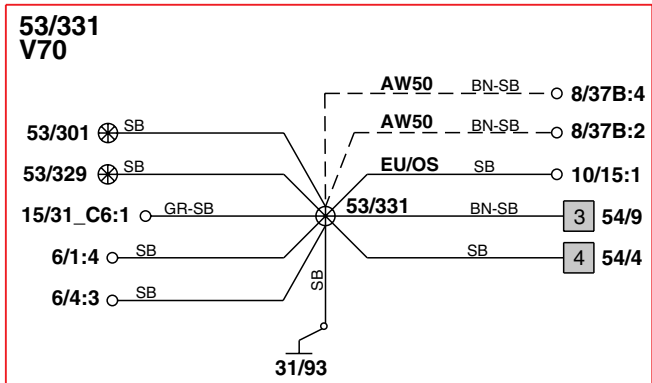 53/331
V70
AW50 BN-SB 8/37B:4
53/301 SB AW50 BN-SB 8/37B:2
53/329 SB EU/OS SB 10/15:1
15/31_C6:1 GR-SB 53/331 BN-SB 3 54/9
6/1:4 SB SB 4 54/4
6/4:3 SB
SB
31/93